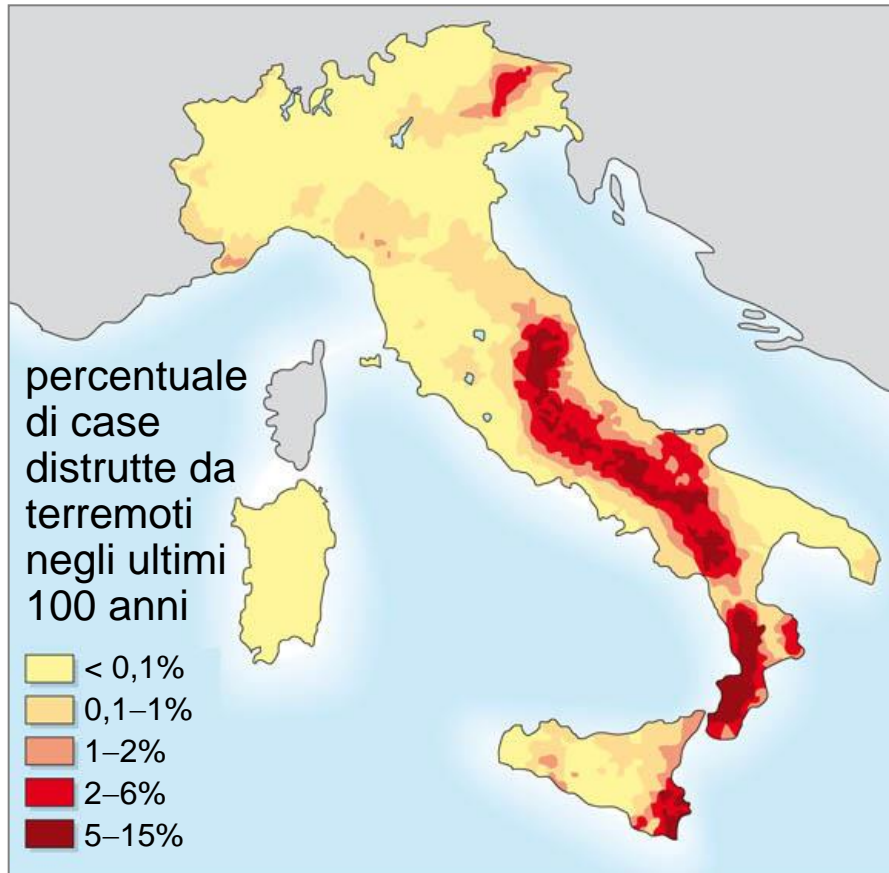 percentuale
di case
distrutte da
terremoti
negli ultimi
100 anni
< 0,1%
0,1–1%
1–2%
2–6%
5–15%